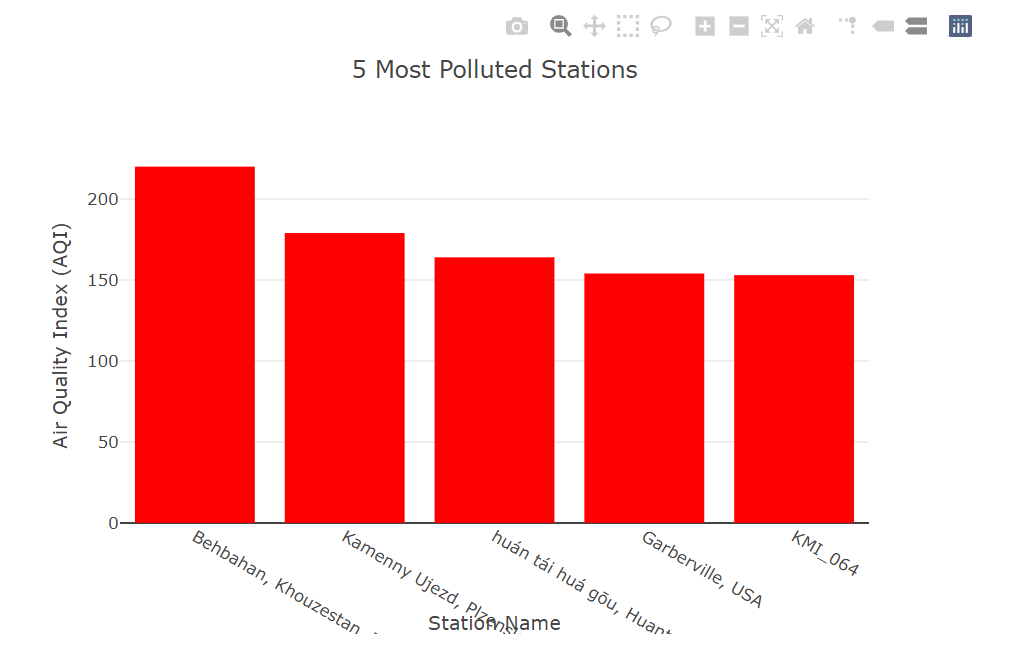 5 Most Polluted Stations
Air Quality Index (AQI)
200
150
100
50
0
Behbahan, Khouzestan,
Kamenny Ujezd,
huán tái huá gōu,
Garberville, USA
KMI_064
Station Name